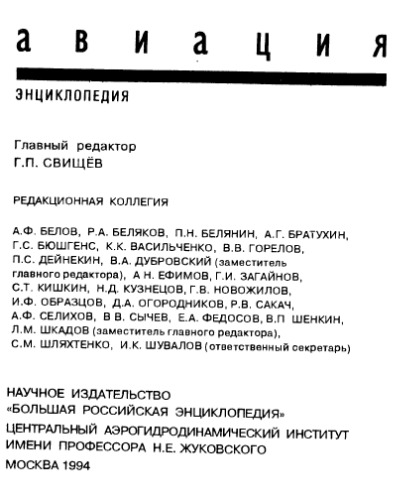 авиация
ЭНЦИКЛОПЕДИЯ
Главный редактор
Г.П. СВИЩЁВ
РЕДАКЦИОННАЯ КОЛЛЕГИЯ
А.Ф. БЕЛОВ, Р.А. БЕЛЯКОВ, П.Н. БЕЛЯНИН, А.Г. БРАТУХИН,
Г.С. БЮШГЕНС, К.К. ВАСИЛЬЧЕНКО, В.В. ГОРЕЛОВ,
П.С. ДЕЙНЕКИН, В.А. ДУБРОВСКИЙ (заместитель
главного редактора), А Н. ЕФИМОВ, Г.И. ЗАГАЙНОВ,
С.Т. КИШКИН, Н.Д. КУЗНЕЦОВ, Г.В. НОВОЖИЛОВ,
И.Ф. ОБРАЗЦОВ, Д.А. ОГОРОДНИКОВ, Р.В. САКАЧ,
А.Ф. СЕЛИХОВ, В В. СЫЧЕВ, Е.А. ФЕДОСОВ, В.П ШЕНКИН,
Л.М. ШКАДОВ (заместитель главного редактора),
С.М. ШЛЯХТЕНКО, И.К. ШУВАЛОВ (ответственный секретарь)
НАУЧНОЕ ИЗДАТЕЛЬСТВО
«БОЛЬШАЯ РОССИЙСКАЯ ЭНЦИКЛОПЕДИЯ»
ЦЕНТРАЛЬНЫЙ АЭРОГИДРОДИНАМИЧЕСКИЙ ИНСТИТУТ
ИМЕНИ ПРОФЕССОРА Н.Е. ЖУКОВСКОГО
МОСКВА 1994